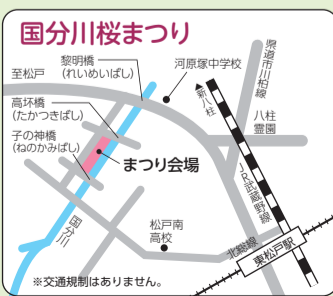 国分川桜まつり
黎明橋
(れいめいばし)
河原塚中学校
至松戸
高坏橋
(たかつきばし)
子の神橋
(ねのかみばし)
まつり会場
国分川
松戸南
高校
新八柱
県道市川柏線
八柱
霊園
JR武蔵野線
北総線
東松戸駅
※交通規制はありません。